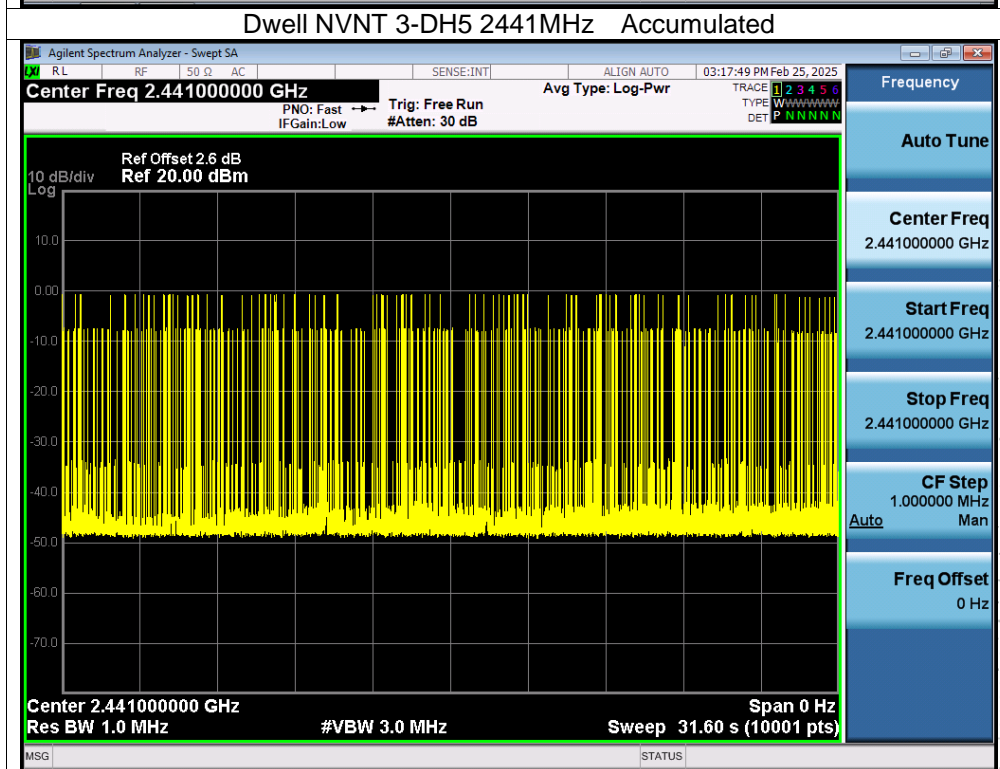 Dwell NVNT 3-DH5 2441MHz Accumulated
Agilent Spectrum Analyzer - Swept SA
LXI RL RF 50 Ω AC SENSE:INT ALIGN AUTO 03:17:49 PM Feb 25, 2025
Center Freq 2.441000000 GHz
PNO: Fast
IFGain:Low
Trig: Free Run
#Atten: 30 dB
Avg Type: Log-Pwr
TRACE 1 2 3 4 5 6
TYPE WWWWWWW
DET P N N N N N
Ref Offset 2.6 dB
10 dB/div Ref 20.00 dBm
Log
10.0
0.00
-10.0
-20.0
-30.0
-40.0
-50.0
-60.0
-70.0
Center 2.441000000 GHz Span 0 Hz
Res BW 1.0 MHz #VBW 3.0 MHz Sweep 31.60 s (10001 pts)
MSG STATUS
Frequency
Auto Tune
Center Freq
2.441000000 GHz
Start Freq
2.441000000 GHz
Stop Freq
2.441000000 GHz
CF Step
1.000000 MHz
Auto Man
Freq Offset
0 Hz